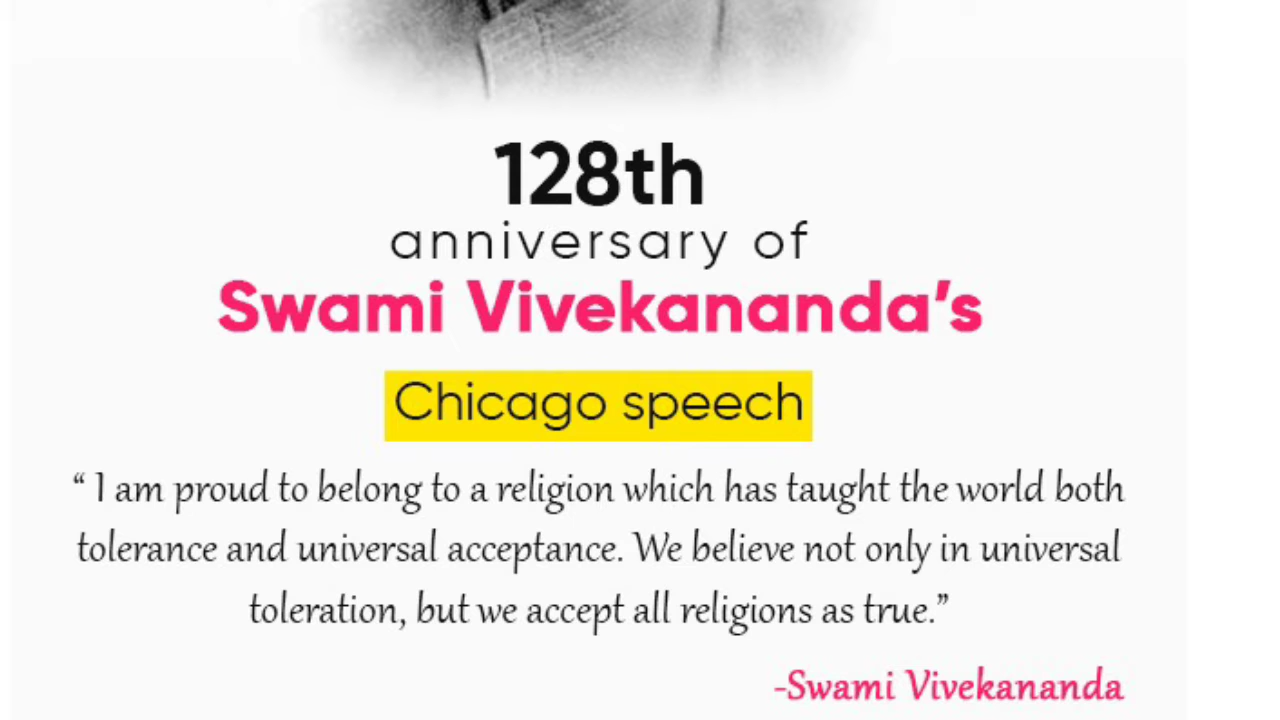 128th
anniversary of
Swami Vivekananda’s
Chicago speech
“ I am proud to belong to a religion which has taught the world both
tolerance and universal acceptance. We believe not only in universal
toleration, but we accept all religions as true.”
-Swami Vivekananda